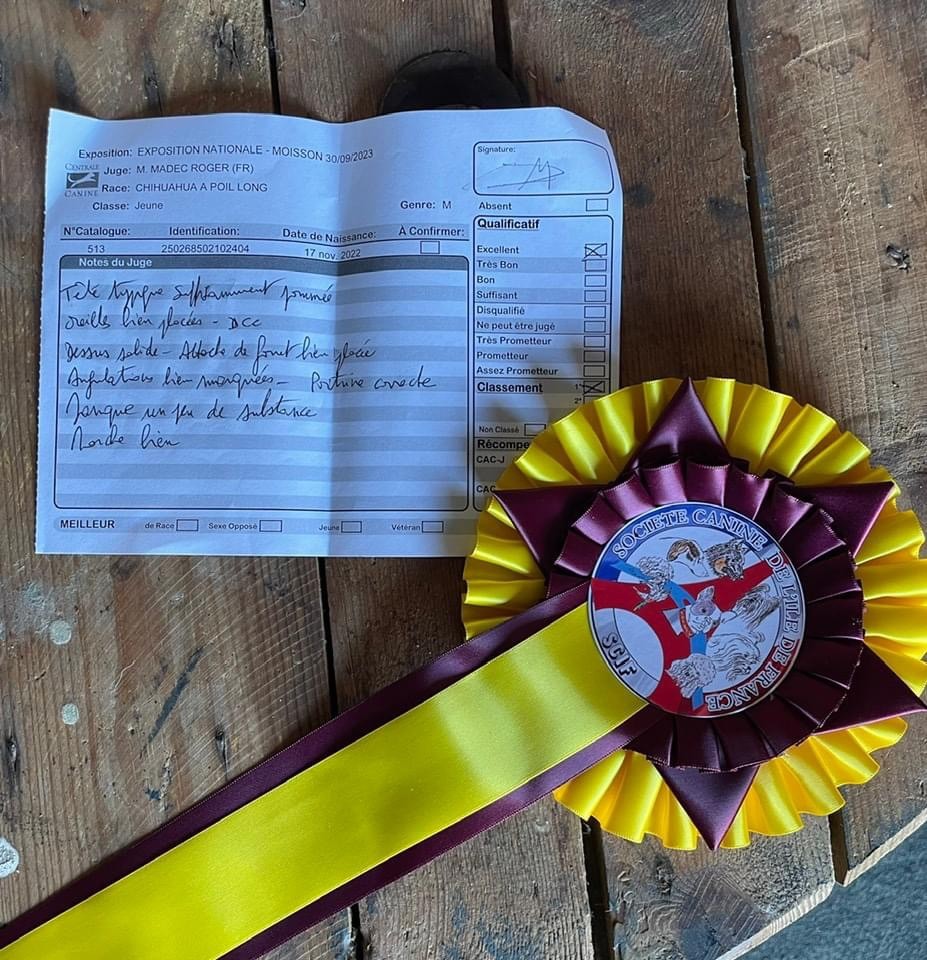 Exposition: EXPOSITION NATIONALE - MOISSON 30/09/2023
CENTRALE CANINE
Juge: M. MADEC ROGER (FR)
Race: CHIHUAHUA A POIL LONG
Classe: Jeune
Genre: M
Signature:
Absent
N°Catalogue: Identification: Date de Naissance: À Confirmer:
513 250268502102404 17 nov. 2022
Notes du Juge
Tête typique suffisamment pommée
oreilles bien placées - DCC
Dessus solide - Attache de fouet bien placée
Angulations bien marquées - Poitrine correcte
Manque un peu de substance
Marche bien
Qualificatif
Excellent
Très Bon
Bon
Suffisant
Disqualifié
Ne peut être jugé
Très Prometteur
Prometteur
Assez Prometteur
Classement 1°
2°
Non Classé
Récompe
CAC-J
CAC
MEILLEUR de Race Sexe Opposé Jeune Vétéran
SOCIETE CANINE DE L'ILE DE FRANCE
SCIF